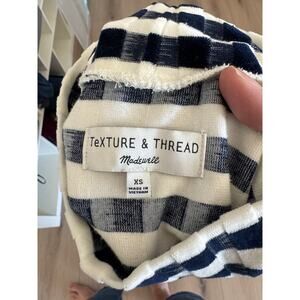 TeXTURE & THREAD
Madewell
XS
MADE IN
VIETNAM